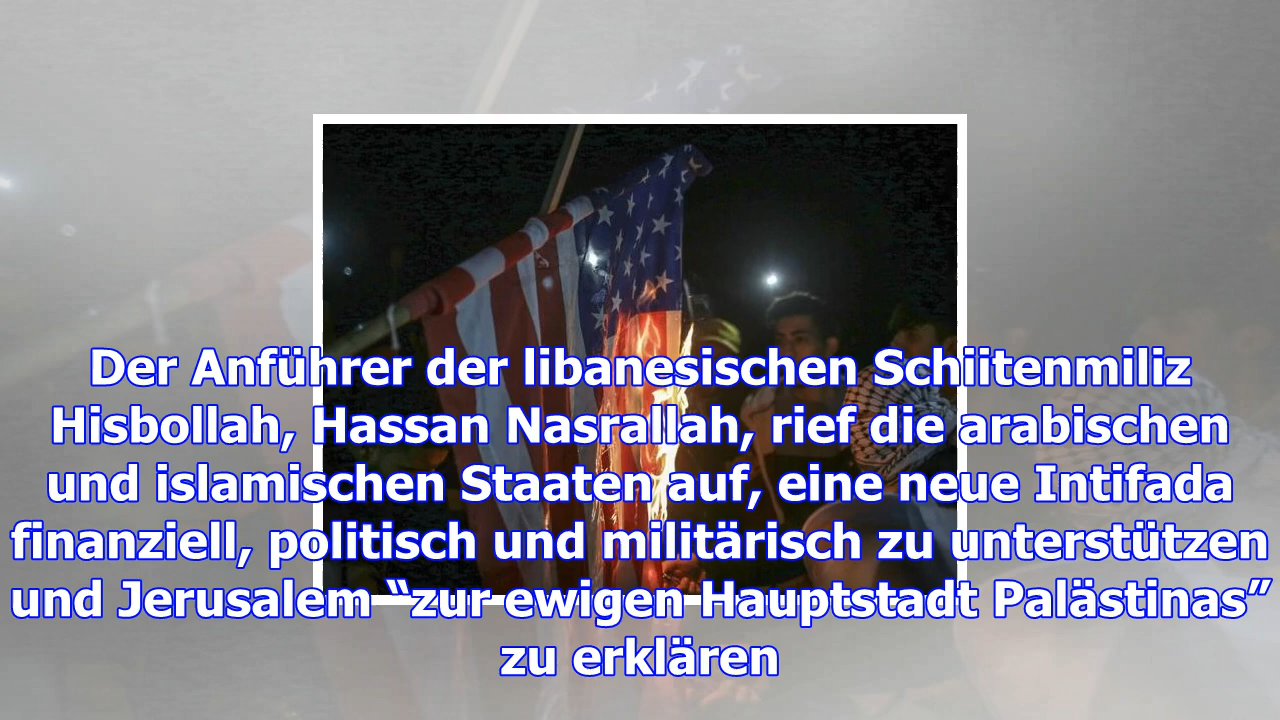 Der Anführer der libanesischen Schiitenmiliz
Hisbollah, Hassan Nasrallah, rief die arabischen
und islamischen Staaten auf, eine neue Intifada
finanziell, politisch und militärisch zu unterstützen
und Jerusalem “zur ewigen Hauptstadt Palästinas”
zu erklären